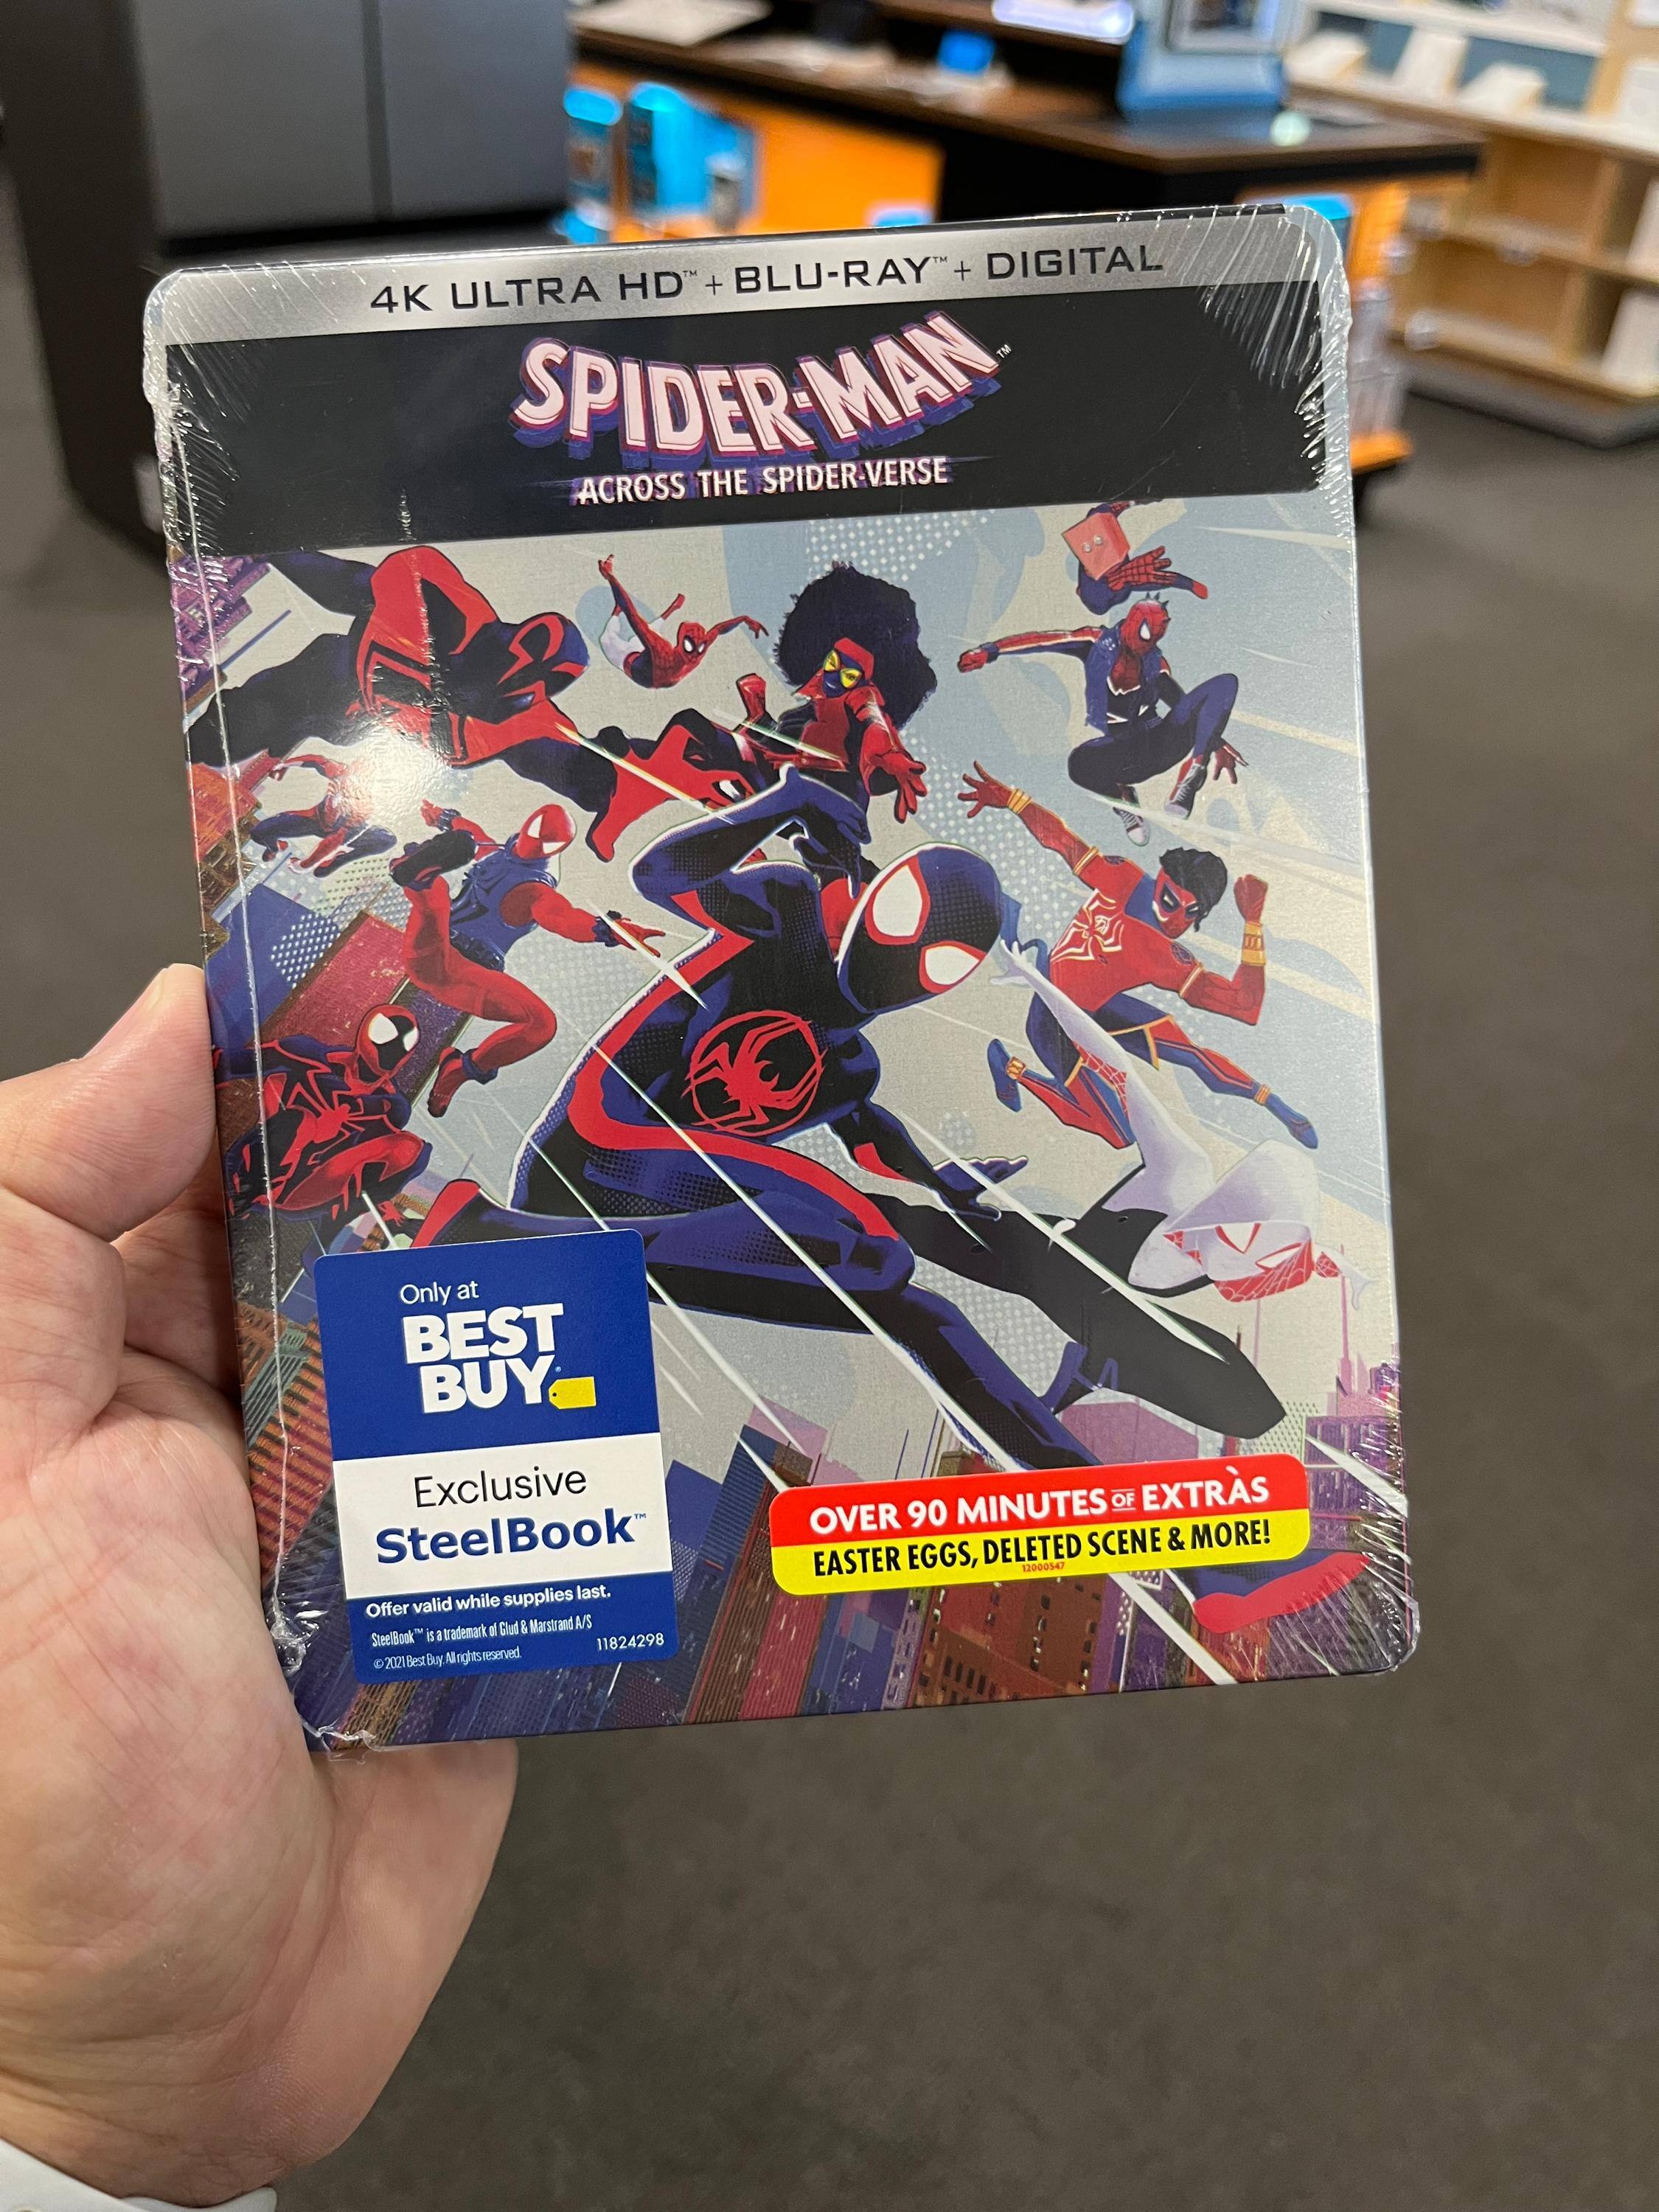 4K ULTRA HD™ + BLU-RAY™ + DIGITAL
SPIDER-MAN™
ACROSS THE SPIDER-VERSE
Only at
BEST
BUY®
Exclusive
SteelBook™
Offer valid while supplies last.
SteelBook™ is a trademark of Glud & Marstrand A/S
© 2021 Best Buy. All rights reserved.
11824298
OVER 90 MINUTES OF EXTRÀS
EASTER EGGS, DELETED SCENE & MORE!
12000547